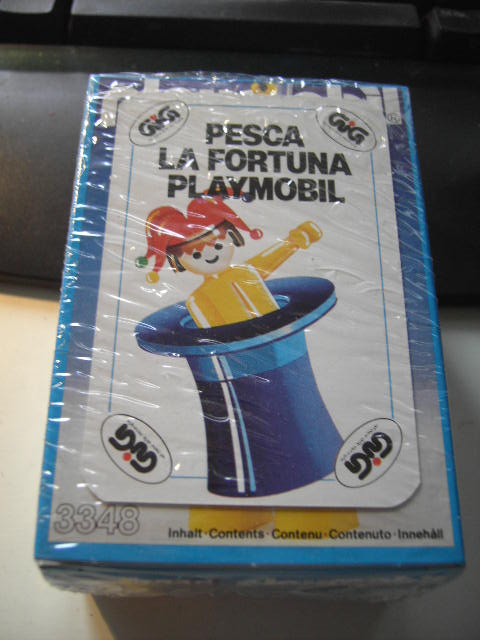 GiG
GiG
®
PESCA
LA FORTUNA
PLAYMOBIL
GiG
GiG
3348
Inhalt·Contents·Contenu·Contenuto·Innehåll